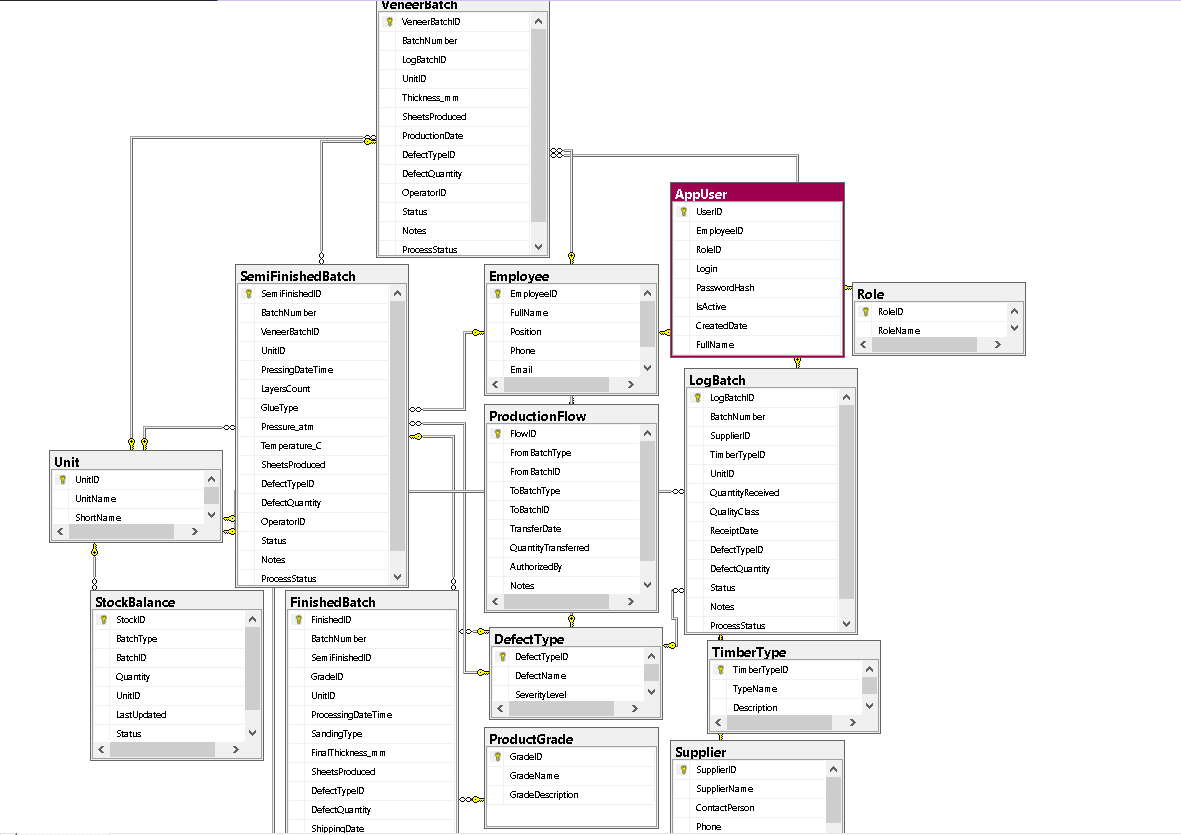 VeneerBatch
VeneerBatchID
BatchNumber
LogBatchID
UnitID
Thickness_mm
SheetsProduced
ProductionDate
DefectTypeID
DefectQuantity
OperatorID
Status
Notes
ProcessStatus
AppUser
UserID
EmployeeID
RoleID
Login
PasswordHash
IsActive
CreatedDate
FullName
SemiFinishedBatch
SemiFinishedID
BatchNumber
VeneerBatchID
UnitID
PressingDateTime
LayersCount
GlueType
Pressure_atm
Temperature_C
SheetsProduced
DefectTypeID
DefectQuantity
OperatorID
Status
Notes
ProcessStatus
Employee
EmployeeID
FullName
Position
Phone
Email
Role
RoleID
RoleName
LogBatch
LogBatchID
BatchNumber
SupplierID
TimberTypeID
UnitID
QuantityReceived
QualityClass
ReceiptDate
DefectTypeID
DefectQuantity
Status
Notes
ProcessStatus
ProductionFlow
FlowID
FromBatchType
FromBatchID
ToBatchType
ToBatchID
TransferDate
QuantityTransferred
AuthorizedBy
Notes
Unit
UnitID
UnitName
ShortName
StockBalance
StockID
BatchType
BatchID
Quantity
UnitID
LastUpdated
Status
FinishedBatch
FinishedID
BatchNumber
SemiFinishedID
GradeID
UnitID
ProcessingDateTime
SandingType
FinalThickness_mm
SheetsProduced
DefectTypeID
DefectQuantity
ShippingDate
DefectType
DefectTypeID
DefectName
SeverityLevel
TimberType
TimberTypeID
TypeName
Description
ProductGrade
GradeID
GradeName
GradeDescription
Supplier
SupplierID
SupplierName
ContactPerson
Phone